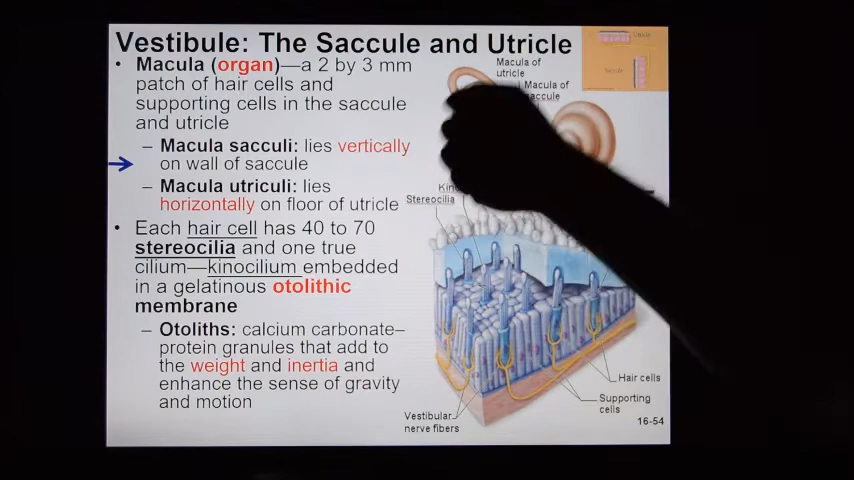 Vestibule: The Saccule and Utricle
• Macula (organ)—a 2 by 3 mm
patch of hair cells and
supporting cells in the saccule
and utricle
– Macula sacculi: lies vertically
on wall of saccule
– Macula utriculi: lies
horizontally on floor of utricle
• Each hair cell has 40 to 70
stereocilia and one true
cilium—kinocilium embedded
in a gelatinous otolithic
membrane
– Otoliths: calcium carbonate–
protein granules that add to
the weight and inertia and
enhance the sense of gravity
and motion
Macula of
utricle
Macula of
saccule
Stereocilia
Hair cells
Supporting
cells
Vestibular
nerve fibers
16-54